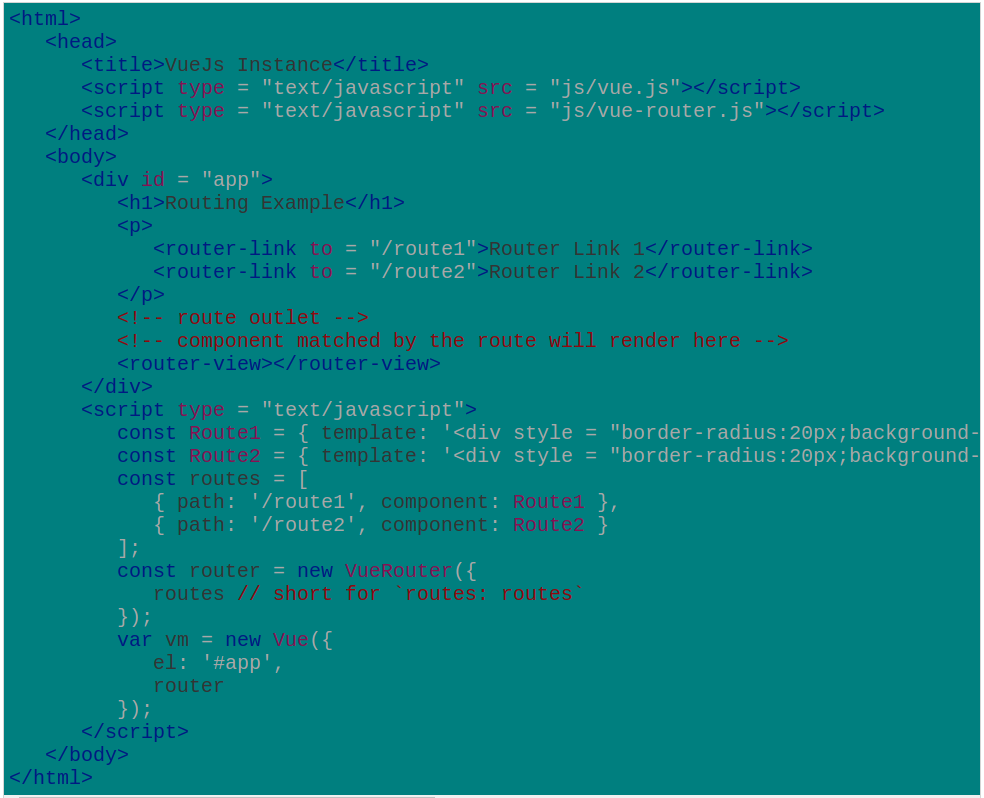 <html>
   <head>
      <title>VueJs Instance</title>
      <script type = "text/javascript" src = "js/vue.js"></script>
      <script type = "text/javascript" src = "js/vue-router.js"></script>
   </head>
   <body>
      <div id = "app">
         <h1>Routing Example</h1>
         <p>
            <router-link to = "/route1">Router Link 1</router-link>
            <router-link to = "/route2">Router Link 2</router-link>
         </p>
         <!-- route outlet -->
         <!-- component matched by the route will render here -->
         <router-view></router-view>
      </div>
      <script type = "text/javascript">
         const Route1 = { template: '<div style = "border-radius:20px;background-
         const Route2 = { template: '<div style = "border-radius:20px;background-
         const routes = [
            { path: '/route1', component: Route1 },
            { path: '/route2', component: Route2 }
         ];
         const router = new VueRouter({
            routes // short for `routes: routes`
         });
         var vm = new Vue({
            el: '#app',
            router
         });
      </script>
   </body>
</html>